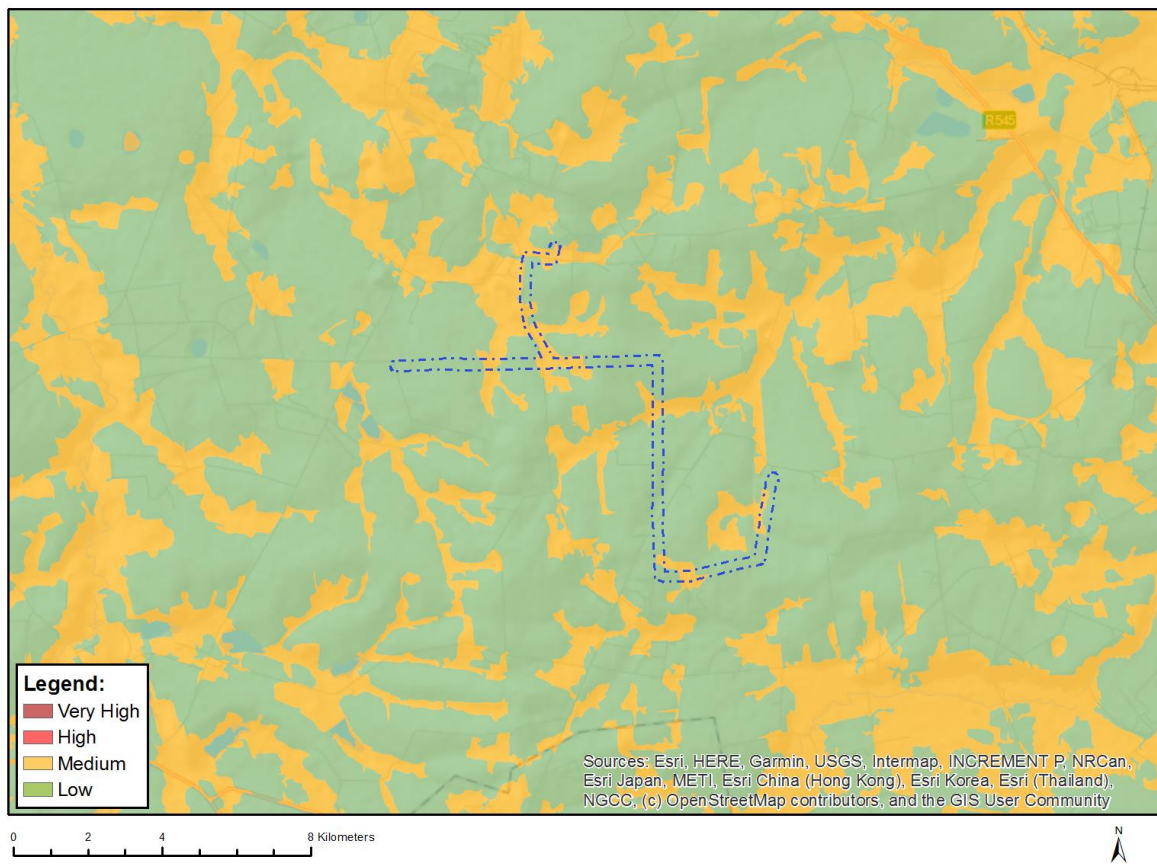 R545
Legend:
Very High
High
Medium
Low
Sources: Esri, HERE, Garmin, USGS, Intermap, INCREMENT P, NRCan,
Esri Japan, METI, Esri China (Hong Kong), Esri Korea, Esri (Thailand),
NGCC, (c) OpenStreetMap contributors, and the GIS User Community
0 2 4 8 Kilometers
N